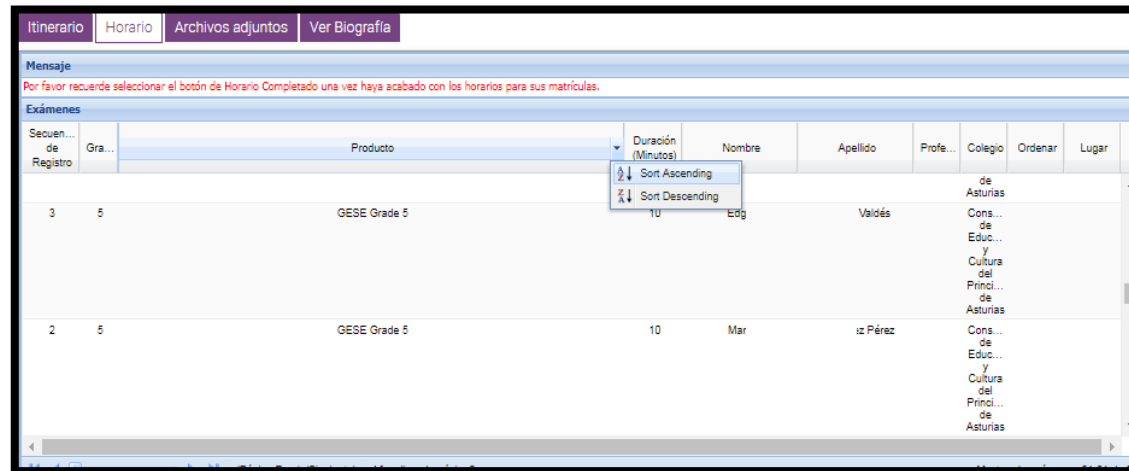 Itinerario Horario Archivos adjuntos Ver Biografía
Mensaje
Por favor recuerde seleccionar el botón de Horario Completado una vez haya acabado con los horarios para sus matrículas.
Exámenes
Secuen... de Registro Gra... Producto Duración (Minutos) Nombre Apellido Profe... Colegio Ordenar Lugar
Sort Ascending
Sort Descending
de
Asturias
3 5 GESE Grade 5 10 Edg Valdés Cons...
de
Educ...
y
Cultura
del
Princi...
de
Asturias
2 5 GESE Grade 5 10 Mar ez Pérez Cons...
de
Educ...
y
Cultura
del
Princi...
de
Asturias